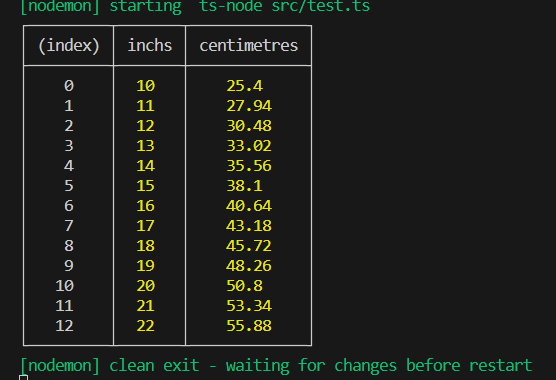 [nodemon] starting ts-node src/test.ts
(index) inchs centimetres
0 10 25.4
1 11 27.94
2 12 30.48
3 13 33.02
4 14 35.56
5 15 38.1
6 16 40.64
7 17 43.18
8 18 45.72
9 19 48.26
10 20 50.8
11 21 53.34
12 22 55.88
[nodemon] clean exit - waiting for changes before restart